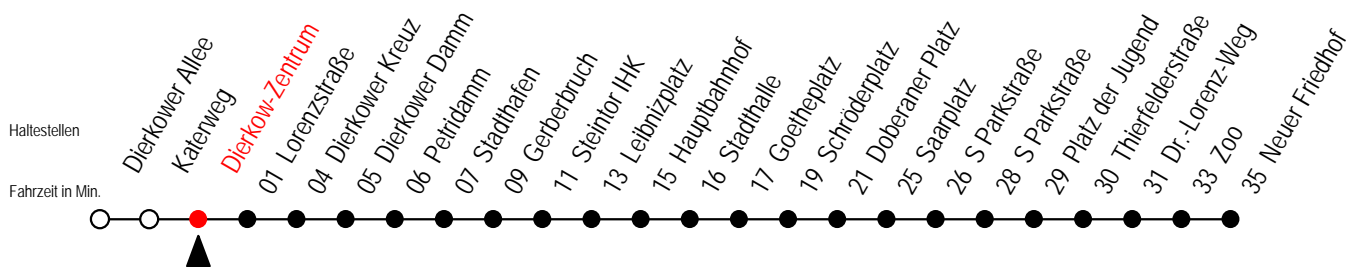 Haltestellen
Fahrzeit in Min.
Dierkower Allee
Katerweg
Dierkow-Zentrum
01 Lorenzstraße
04 Dierkower Kreuz
05 Dierkower Damm
06 Petridamm
07 Stadthafen
09 Gerberbruch
11 Steintor IHK
13 Leibnizplatz
15 Hauptbahnhof
16 Stadthalle
17 Goetheplatz
19 Schröderplatz
21 Doberaner Platz
25 Saarplatz
26 S Parkstraße
28 S Parkstraße
29 Platz der Jugend
30 Thierfelderstraße
31 Dr.-Lorenz-Weg
33 Zoo
35 Neuer Friedhof